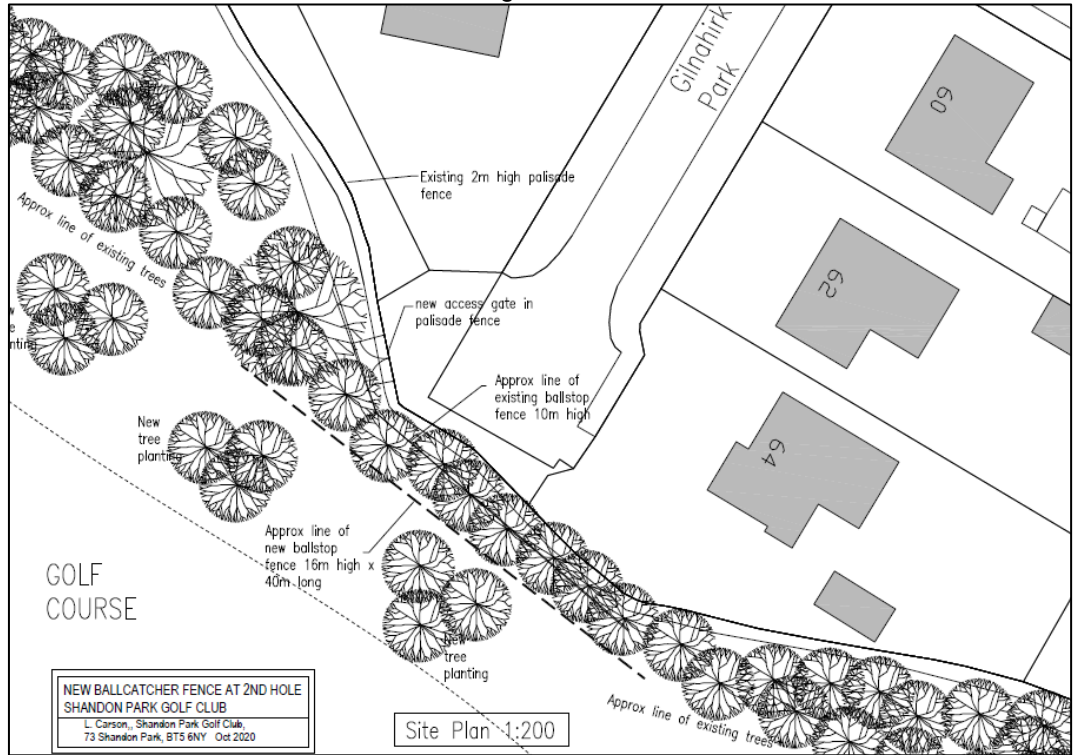 Gilnahirk
Park
60
Existing 2m high palisade
fence
Approx line of existing trees
62
new access gate in
palisade fence
planting
Approx line of
existing ballstop
fence 10m high
New
tree
planting
64
Approx line of
new ballstop
fence 16m high x
40m long
GOLF
COURSE
New
tree
planting
Approx line of existing trees
NEW BALLCATCHER FENCE AT 2ND HOLE
SHANDON PARK GOLF CLUB
L. Carson,, Shandon Park Golf Club,
73 Shandon Park, BT5 6NY Oct 2020
Site Plan 1:200